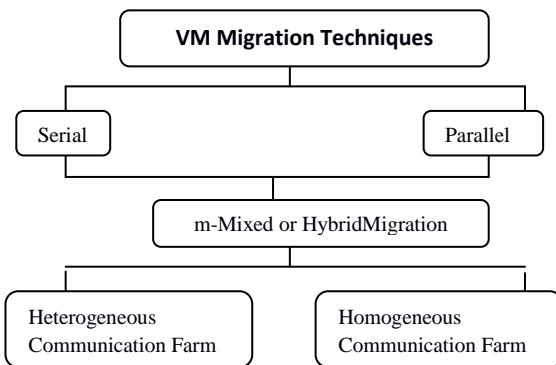 VM Migration Techniques
Serial
Parallel
m-Mixed or HybridMigration
Heterogeneous
Communication Farm
Homogeneous
Communication Farm